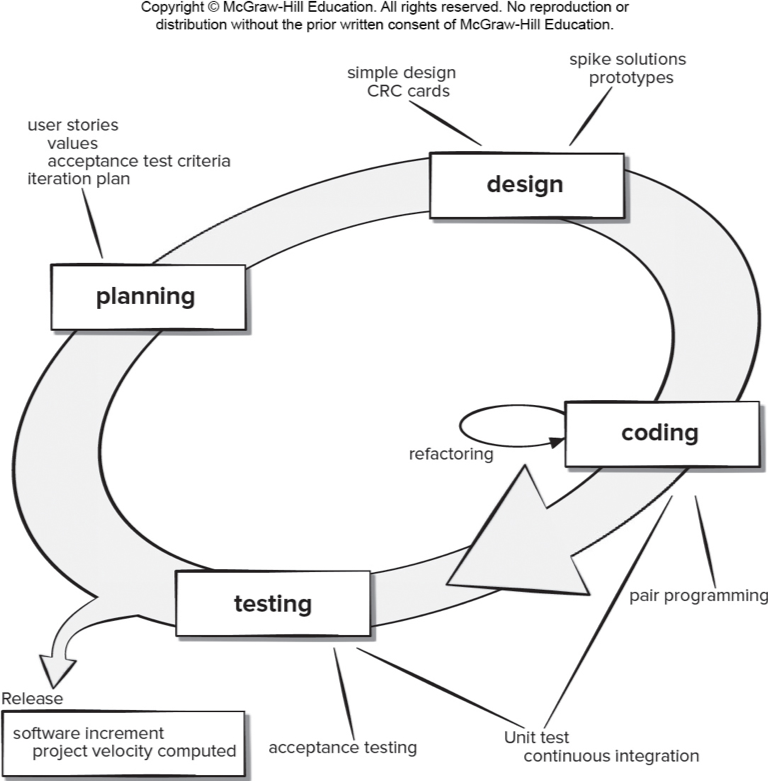 Copyright © McGraw-Hill Education. All rights reserved. No reproduction or
distribution without the prior written consent of McGraw-Hill Education.
spike solutions
prototypes
simple design
CRC cards
user stories
values
acceptance test criteria
iteration plan
design
planning
coding
refactoring
testing
pair programming
Release
software increment
project velocity computed
acceptance testing
Unit test
continuous integration